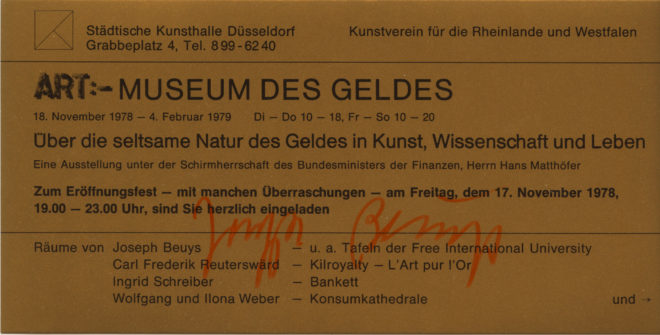 Städtische Kunsthalle Düsseldorf
Grabbeplatz 4, Tel. 8 99 - 62 40
Kunstverein für die Rheinlande und Westfalen
ART:- MUSEUM DES GELDES
18. November 1978 – 4. Februar 1979 Di – Do 10 – 18, Fr – So 10 – 20
Über die seltsame Natur des Geldes in Kunst, Wissenschaft und Leben
Eine Ausstellung unter der Schirmherrschaft des Bundesministers der Finanzen, Herrn Hans Matthöfer
Zum Eröffnungsfest – mit manchen Überraschungen – am Freitag, dem 17. November 1978,
19.00 – 23.00 Uhr, sind Sie herzlich eingeladen
Joseph Beuys
Räume von Joseph Beuys – u. a. Tafeln der Free International University
Carl Frederik Reuterswärd – Kilroyalty – L'Art pur l'Or
Ingrid Schreiber – Bankett
Wolfgang und Ilona Weber – Konsumkathedrale und →